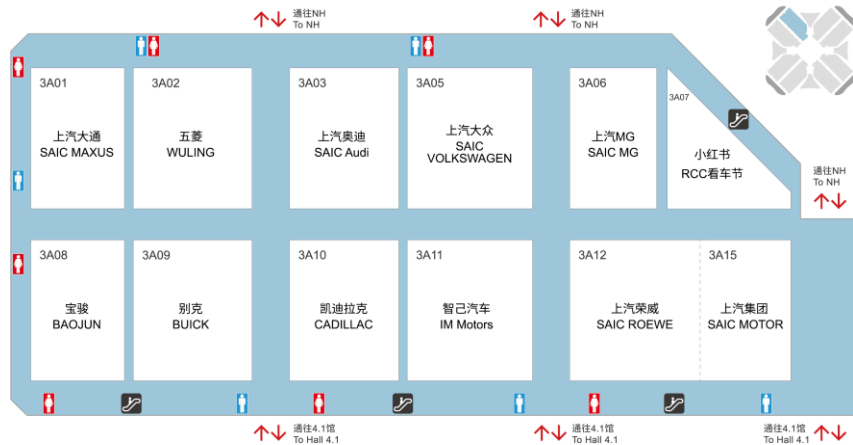 通往NH
To NH
通往NH
To NH
3A01
上汽大通
SAIC MAXUS
3A02
五菱
WULING
3A03
上汽奥迪
SAIC Audi
3A05
上汽大众
SAIC
VOLKSWAGEN
3A06
上汽MG
SAIC MG
3A07
小红书
RCC看车节
通往NH
To NH
3A08
宝骏
BAOJUN
3A09
别克
BUICK
3A10
凯迪拉克
CADILLAC
3A11
智己汽车
IM Motors
3A12
上汽荣威
SAIC ROEWE
3A15
上汽集团
SAIC MOTOR
通往4.1馆
To Hall 4.1
通往4.1馆
To Hall 4.1
通往4.1馆
To Hall 4.1